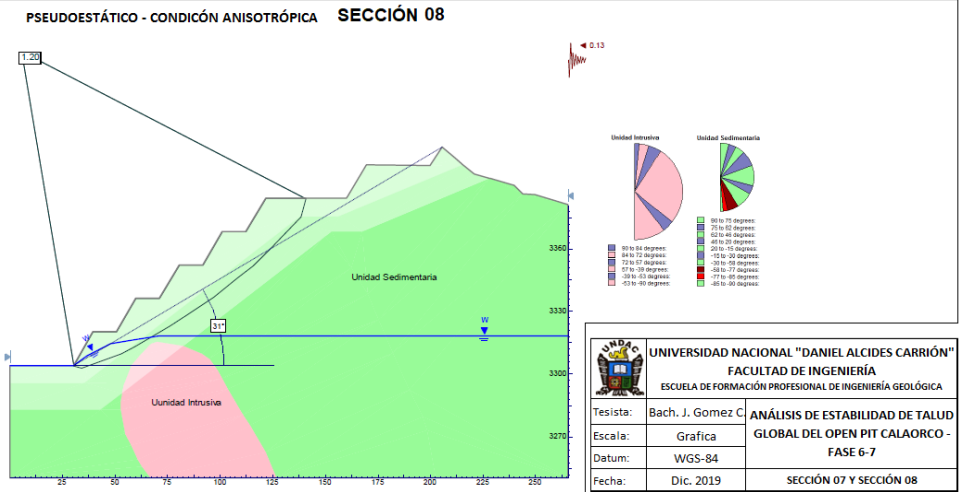 PSEUDOESTÁTICO - CONDICÓN ANISOTRÓPICA SECCIÓN 08
1.20
0.13
Unidad Intrusiva
Unidad Sedimentaria
90 to 84 degrees:
84 to 72 degrees:
72 to 57 degrees:
57 to -39 degrees:
-39 to -53 degrees:
-53 to -90 degrees:
90 to 75 degrees:
75 to 62 degrees:
62 to 46 degrees:
46 to 20 degrees:
20 to -15 degrees:
-15 to -30 degrees:
-30 to -58 degrees:
-58 to -77 degrees:
-77 to -85 degrees:
-85 to -90 degrees:
Unidad Sedimentaria
W
W
31°
Uunidad Intrusiva
3360
3330
3300
3270
25 50 75 100 125 150 175 200 225 250
UNDAC
UNIVERSIDAD NACIONAL "DANIEL ALCIDES CARRIÓN"
FACULTAD DE INGENIERÍA
ESCUELA DE FORMACIÓN PROFESIONAL DE INGENIERÍA GEOLÓGICA
Tesista: Bach. J. Gomez C.
Escala: Grafica
Datum: WGS-84
Fecha: Dic. 2019
ANÁLISIS DE ESTABILIDAD DE TALUD
GLOBAL DEL OPEN PIT CALAORCO -
FASE 6-7
SECCIÓN 07 Y SECCIÓN 08